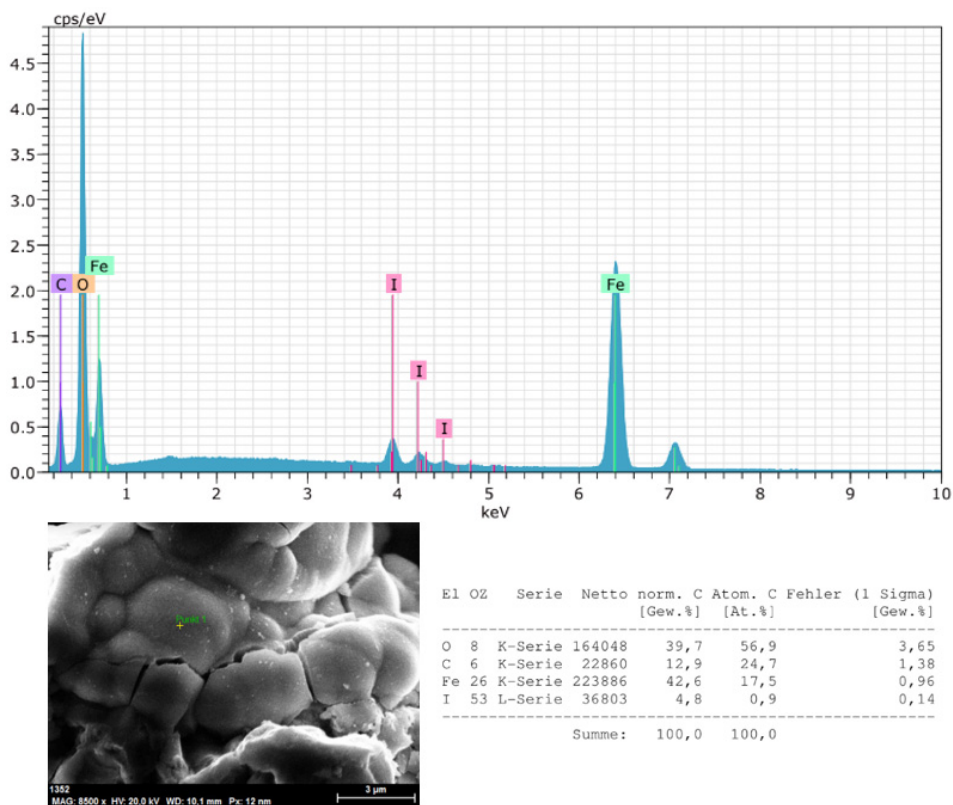 cps/eV
4.5
4.0
3.5
3.0
2.5
2.0
1.5
1.0
0.5
0.0
C O Fe I I I Fe
1 2 3 4 5 6 7 8 9 10
keV
Punkt 1
1352
MAG: 8500 x HV: 20.0 kV WD: 10.1 mm Px: 12 nm
3 µm
El OZ Serie Netto norm. C Atom. C Fehler (1 Sigma)
[Gew.%] [At.%] [Gew.%]
O 8 K-Serie 164048 39,7 56,9 3,65
C 6 K-Serie 22860 12,9 24,7 1,38
Fe 26 K-Serie 223886 42,6 17,5 0,96
I 53 L-Serie 36803 4,8 0,9 0,14
Summe: 100,0 100,0